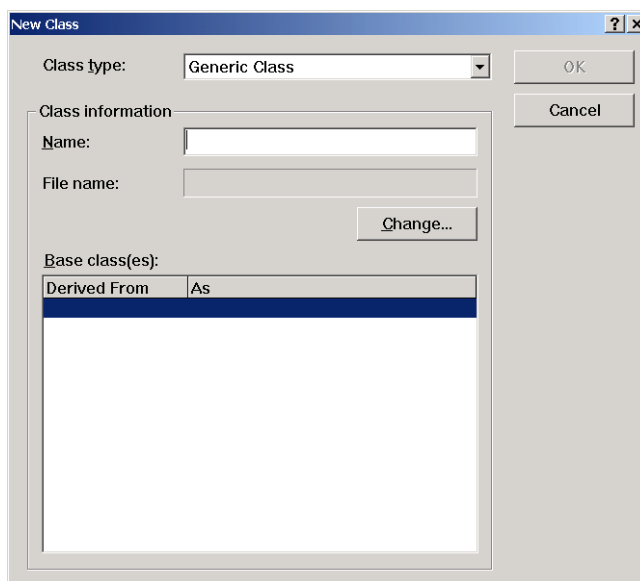 New Class
Class type: Generic Class
OK
Cancel
Class information
Name:
File name:
Change...
Base class(es):
Derived From As